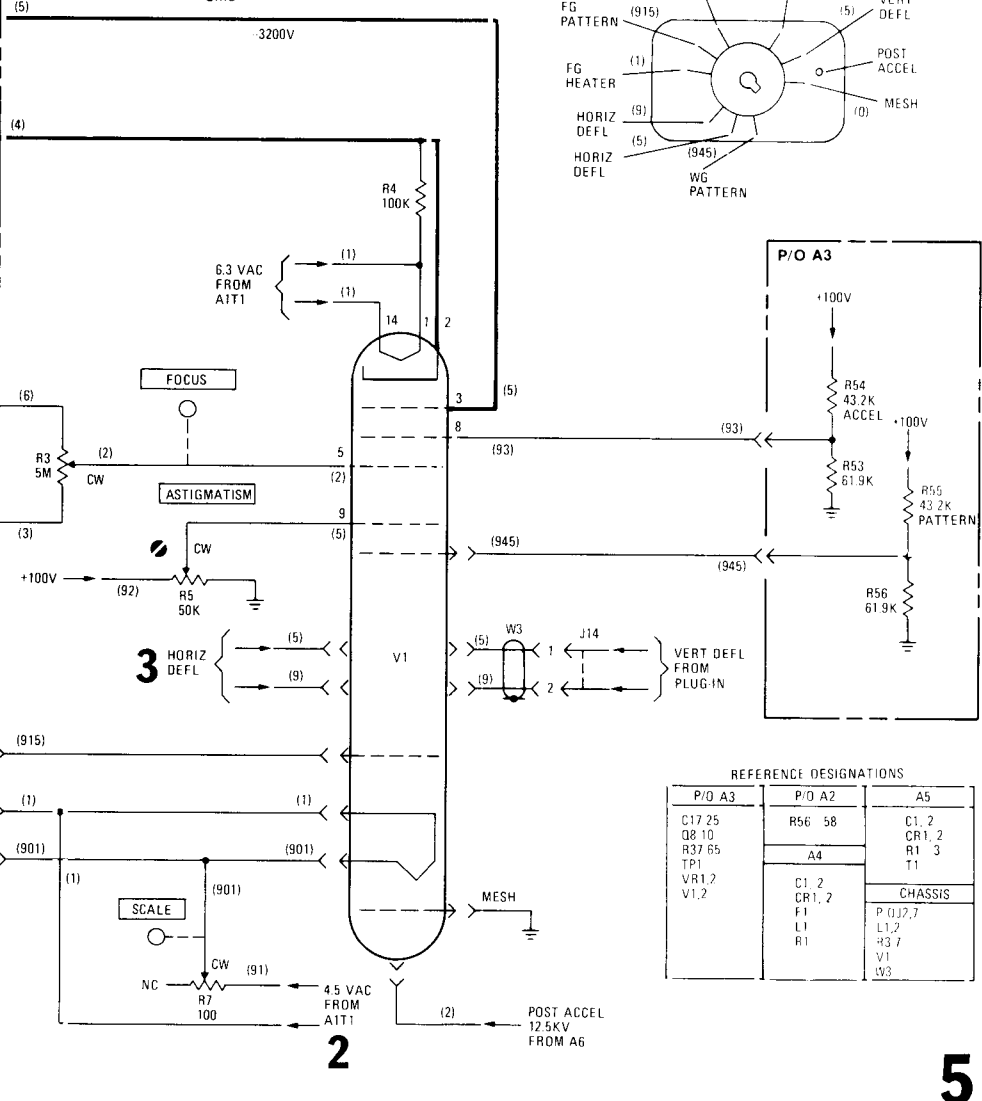 (5)
-3200V
FG
PATTERN
(915)
(5)
DEFL
POST
ACCEL
FG
HEATER
(1)
MESH
(0)
(9)
HORIZ
DEFL
(5)
HORIZ
DEFL
(945)
WG
PATTERN
(4)
R4
100K
6.3 VAC
FROM
A1T1
(1)
(1)
14
1
2
P/O A3
+100V
FOCUS
(6)
3
(5)
R54
43.2K
ACCEL
+100V
8
(93)
(93)
R3
5M
(2)
CW
5
(2)
R53
61.9K
R55
43.2K
PATTERN
ASTIGMATISM
(3)
9
(5)
CW
(945)
(945)
+100V
(92)
R5
50K
R56
61.9K
3
HORIZ
DEFL
(5)
(9)
V1
(5)
(9)
W3
1
2
J14
VERT DEFL
FROM
PLUG-IN
(915)
(1)
(1)
(901)
(901)
(1)
(901)
SCALE
MESH
CW
(91)
NC
R7
100
4.5 VAC
FROM
A1T1
2
(2)
POST ACCEL
12.5KV
FROM A6
REFERENCE DESIGNATIONS
P/O A3
P/O A2
A5
C17 25
Q8 10
R37 65
TP1
VR1,2
V1,2
R56 58
A4
C1, 2
CR1, 2
F1
L1
R1
C1, 2
CR1, 2
R1 3
T1
CHASSIS
L1,2
R3 7
V1
W3
5